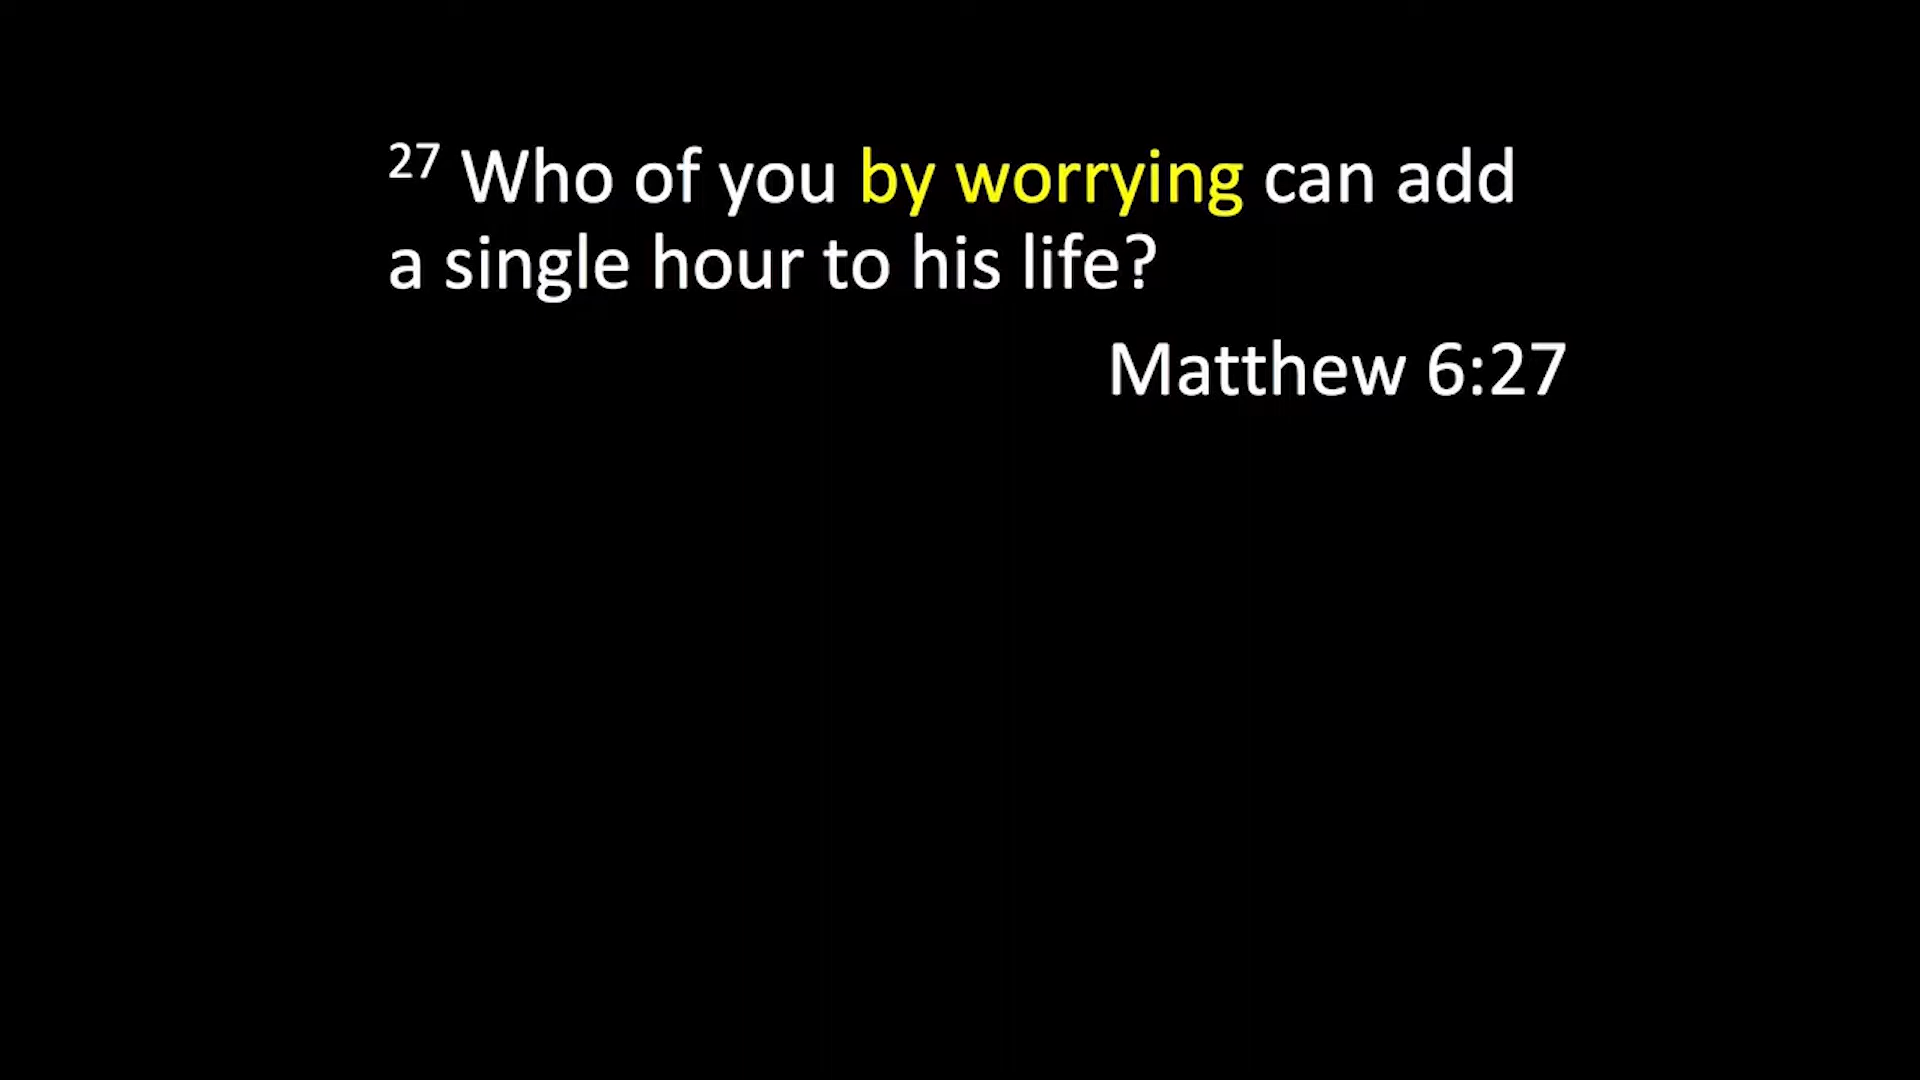 27 Who of you by worrying can add
a single hour to his life?
Matthew 6:27